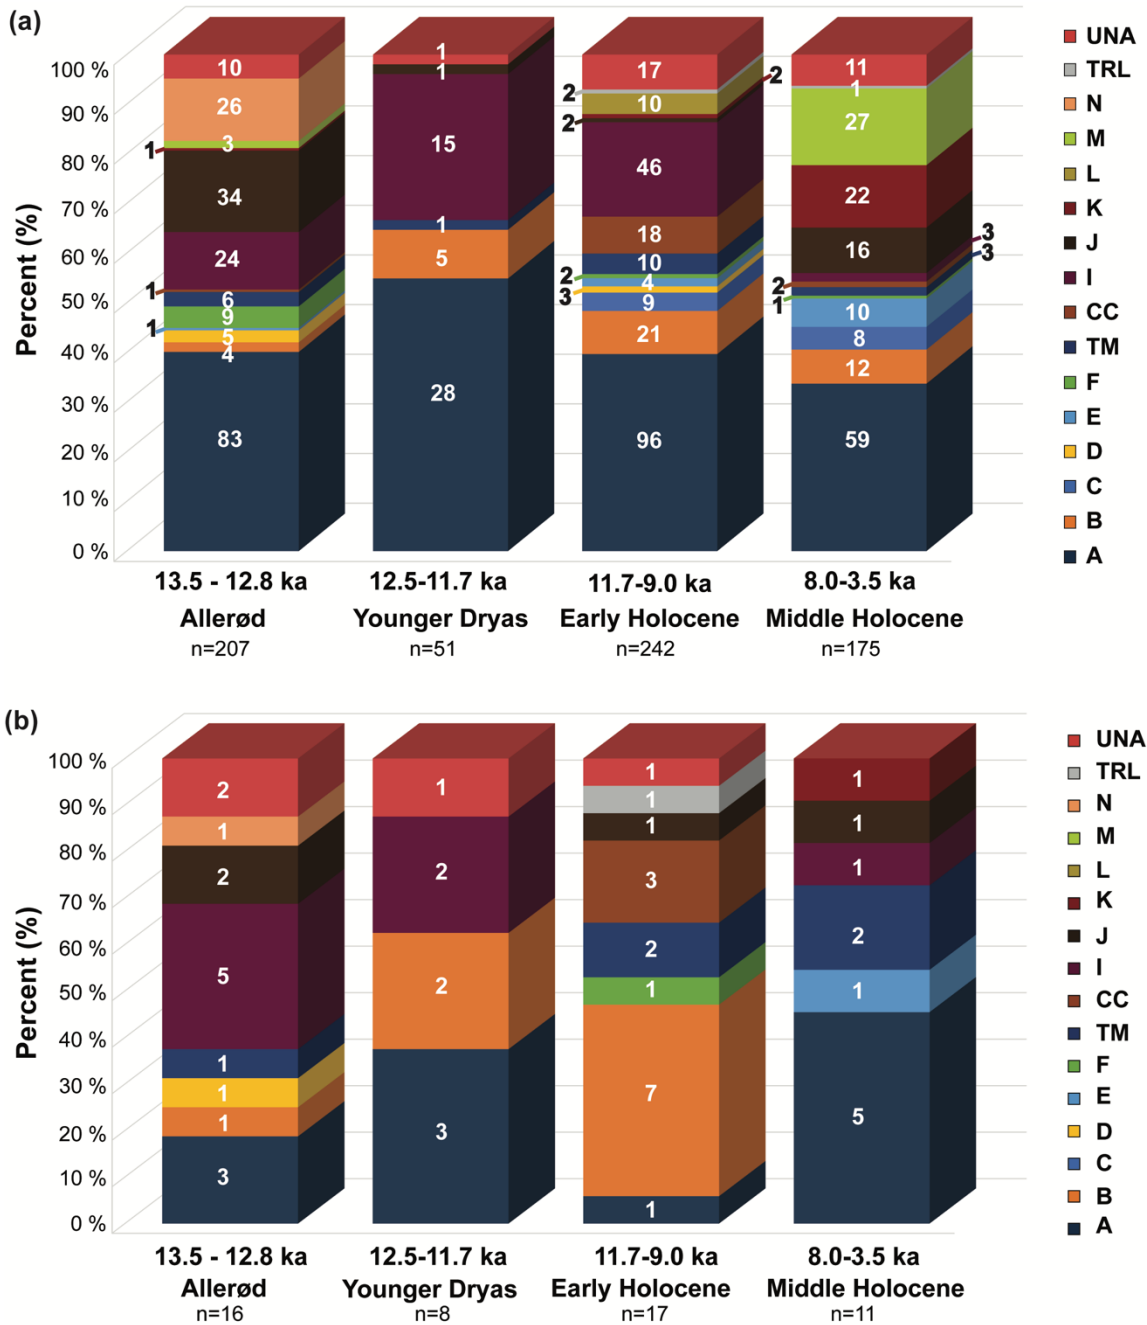 (a)
Percent (%)
100 %
90 %
80 %
70 %
60 %
50 %
40 %
30 %
20 %
10 %
0 %
10
26
3
1
34
24
1
6
9
1
5
4
83
1
1
15
1
5
28
17
2
10
2
2
46
18
10
2
4
3
9
21
96
11
1
27
22
16
3
2
3
1
10
8
12
59
13.5 - 12.8 ka
Allerød
n=207
12.5-11.7 ka
Younger Dryas
n=51
11.7-9.0 ka
Early Holocene
n=242
8.0-3.5 ka
Middle Holocene
n=175
UNA
TRL
N
M
L
K
J
I
CC
TM
F
E
D
C
B
A
(b)
Percent (%)
100 %
90 %
80 %
70 %
60 %
50 %
40 %
30 %
20 %
10 %
0 %
2
1
2
5
1
1
1
3
1
2
2
3
1
1
1
3
2
1
7
1
1
1
1
2
1
5
13.5 - 12.8 ka
Allerød
n=16
12.5-11.7 ka
Younger Dryas
n=8
11.7-9.0 ka
Early Holocene
n=17
8.0-3.5 ka
Middle Holocene
n=11
UNA
TRL
N
M
L
K
J
I
CC
TM
F
E
D
C
B
A